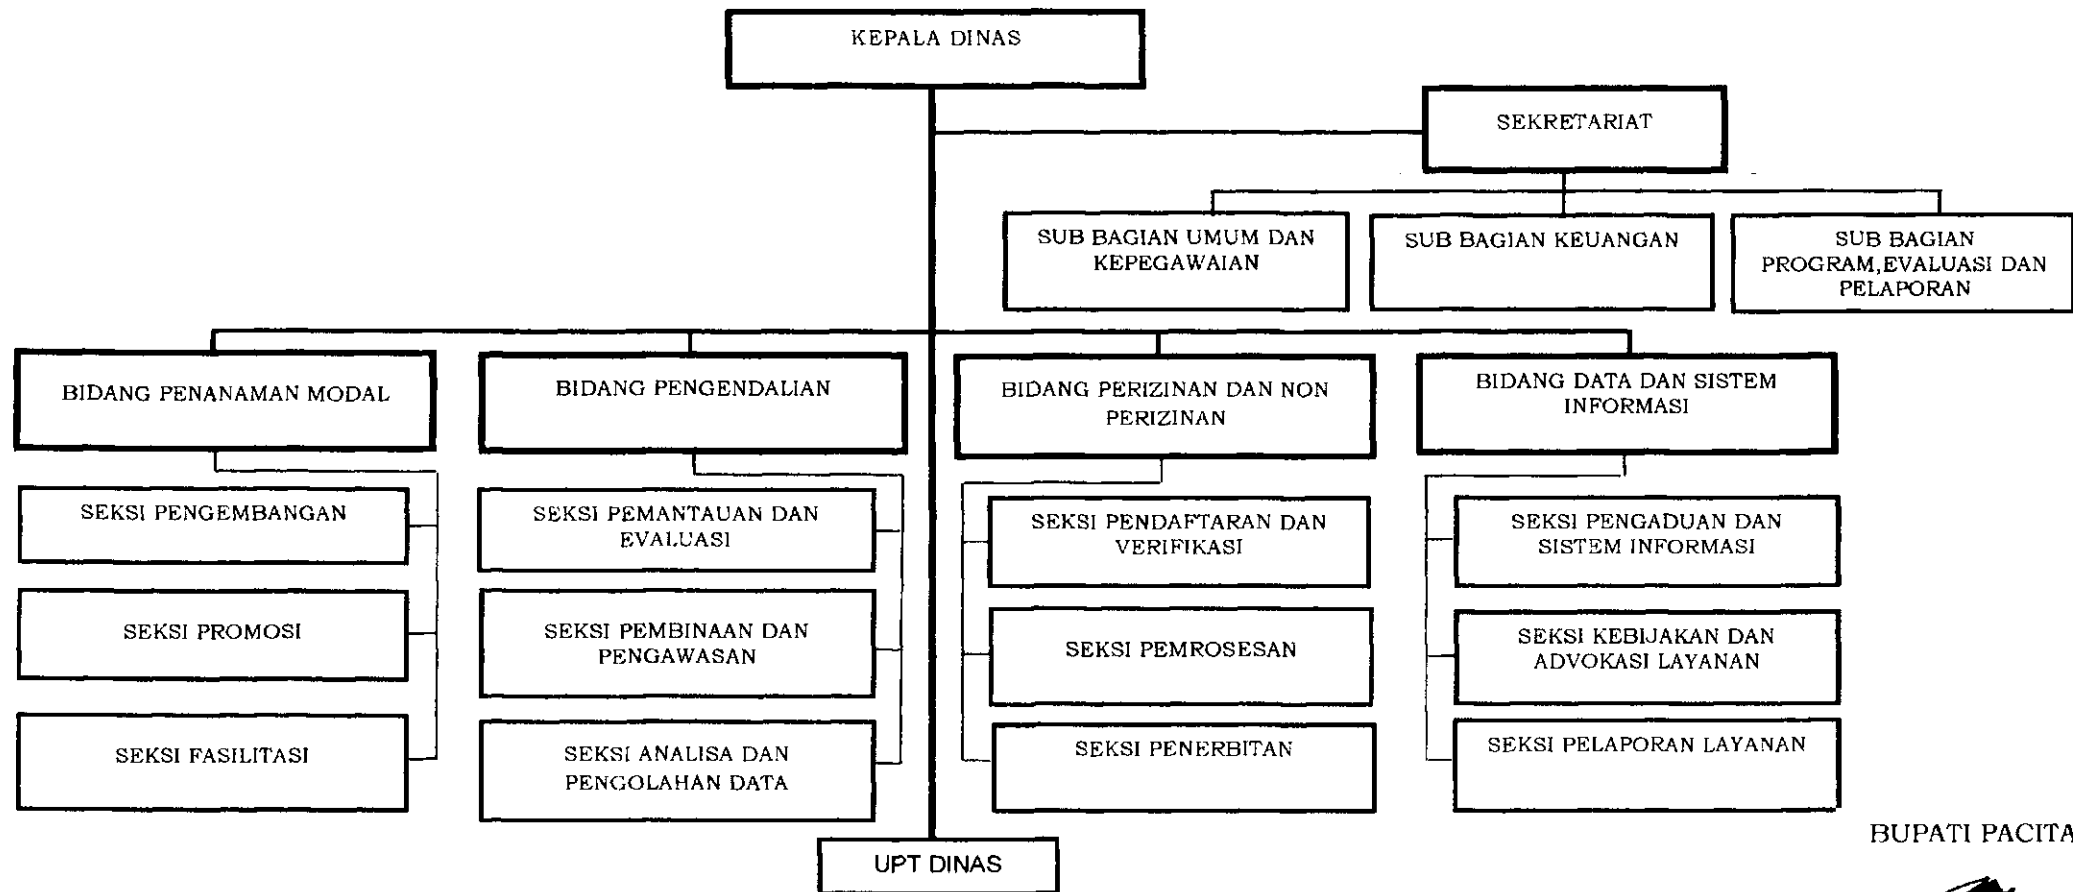 KEPALA DINAS
SEKRETARIAT
SUB BAGIAN UMUM DAN
KEPEGAWAIAN
SUB BAGIAN KEUANGAN
SUB BAGIAN
PROGRAM,EVALUASI DAN
PELAPORAN
BIDANG PENANAMAN MODAL
BIDANG PENGENDALIAN
BIDANG PERIZINAN DAN NON
PERIZINAN
BIDANG DATA DAN SISTEM
INFORMASI
SEKSI PENGEMBANGAN
SEKSI PROMOSI
SEKSI FASILITASI
SEKSI PEMANTAUAN DAN
EVALUASI
SEKSI PEMBINAAN DAN
PENGAWASAN
SEKSI ANALISA DAN
PENGOLAHAN DATA
SEKSI PENDAFTARAN DAN
VERIFIKASI
SEKSI PEMROSESAN
SEKSI PENERBITAN
SEKSI PENGADUAN DAN
SISTEM INFORMASI
SEKSI KEBIJAKAN DAN
ADVOKASI LAYANAN
SEKSI PELAPORAN LAYANAN
UPT DINAS
BUPATI PACITA